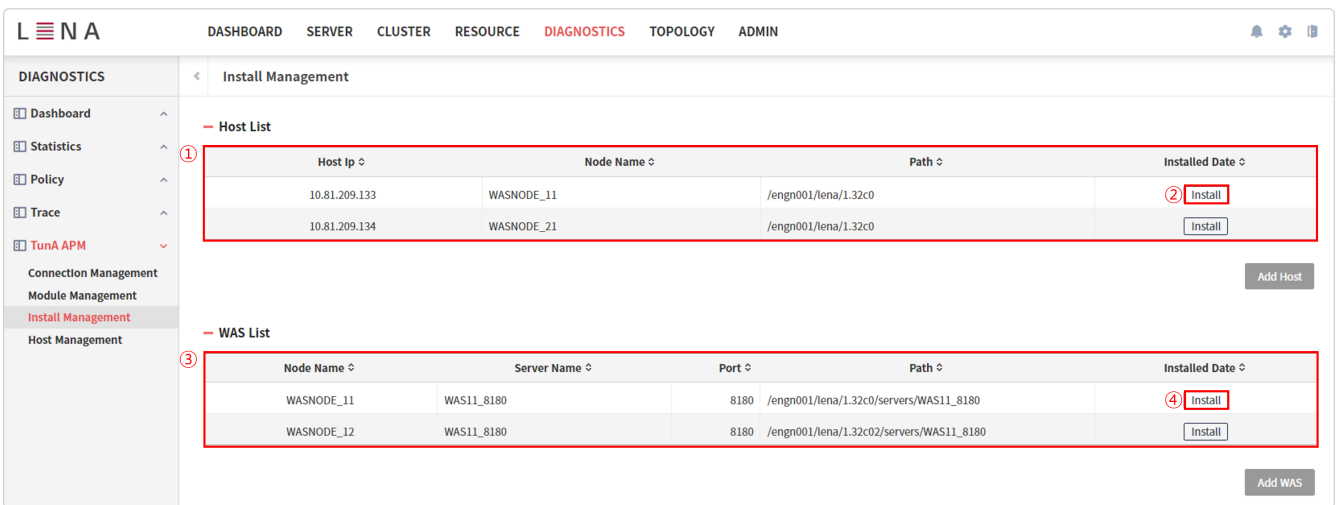 LENA DASHBOARD SERVER CLUSTER RESOURCE DIAGNOSTICS TOPOLOGY ADMIN
DIAGNOSTICS
Install Management
Dashboard
Statistics
Policy
Trace
TunA APM
Connection Management
Module Management
Install Management
Host Management
Host List
①
Host Ip Node Name Path Installed Date
10.81.209.133 WASNODE_11 /engn001/lena/1.32c0 ② Install
10.81.209.134 WASNODE_21 /engn001/lena/1.32c0 Install
Add Host
WAS List
③
Node Name Server Name Port Path Installed Date
WASNODE_11 WAS11_8180 8180 /engn001/lena/1.32c0/servers/WAS11_8180 ④ Install
WASNODE_12 WAS11_8180 8180 /engn001/lena/1.32c02/servers/WAS11_8180 Install
Add WAS